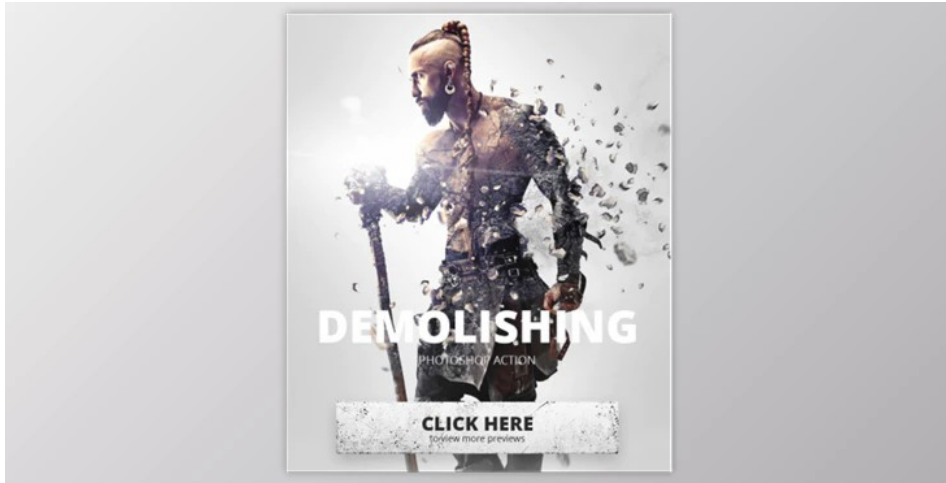 DEMOLISHING
PHOTOSHOP ACTION
CLICK HERE
to view more previews